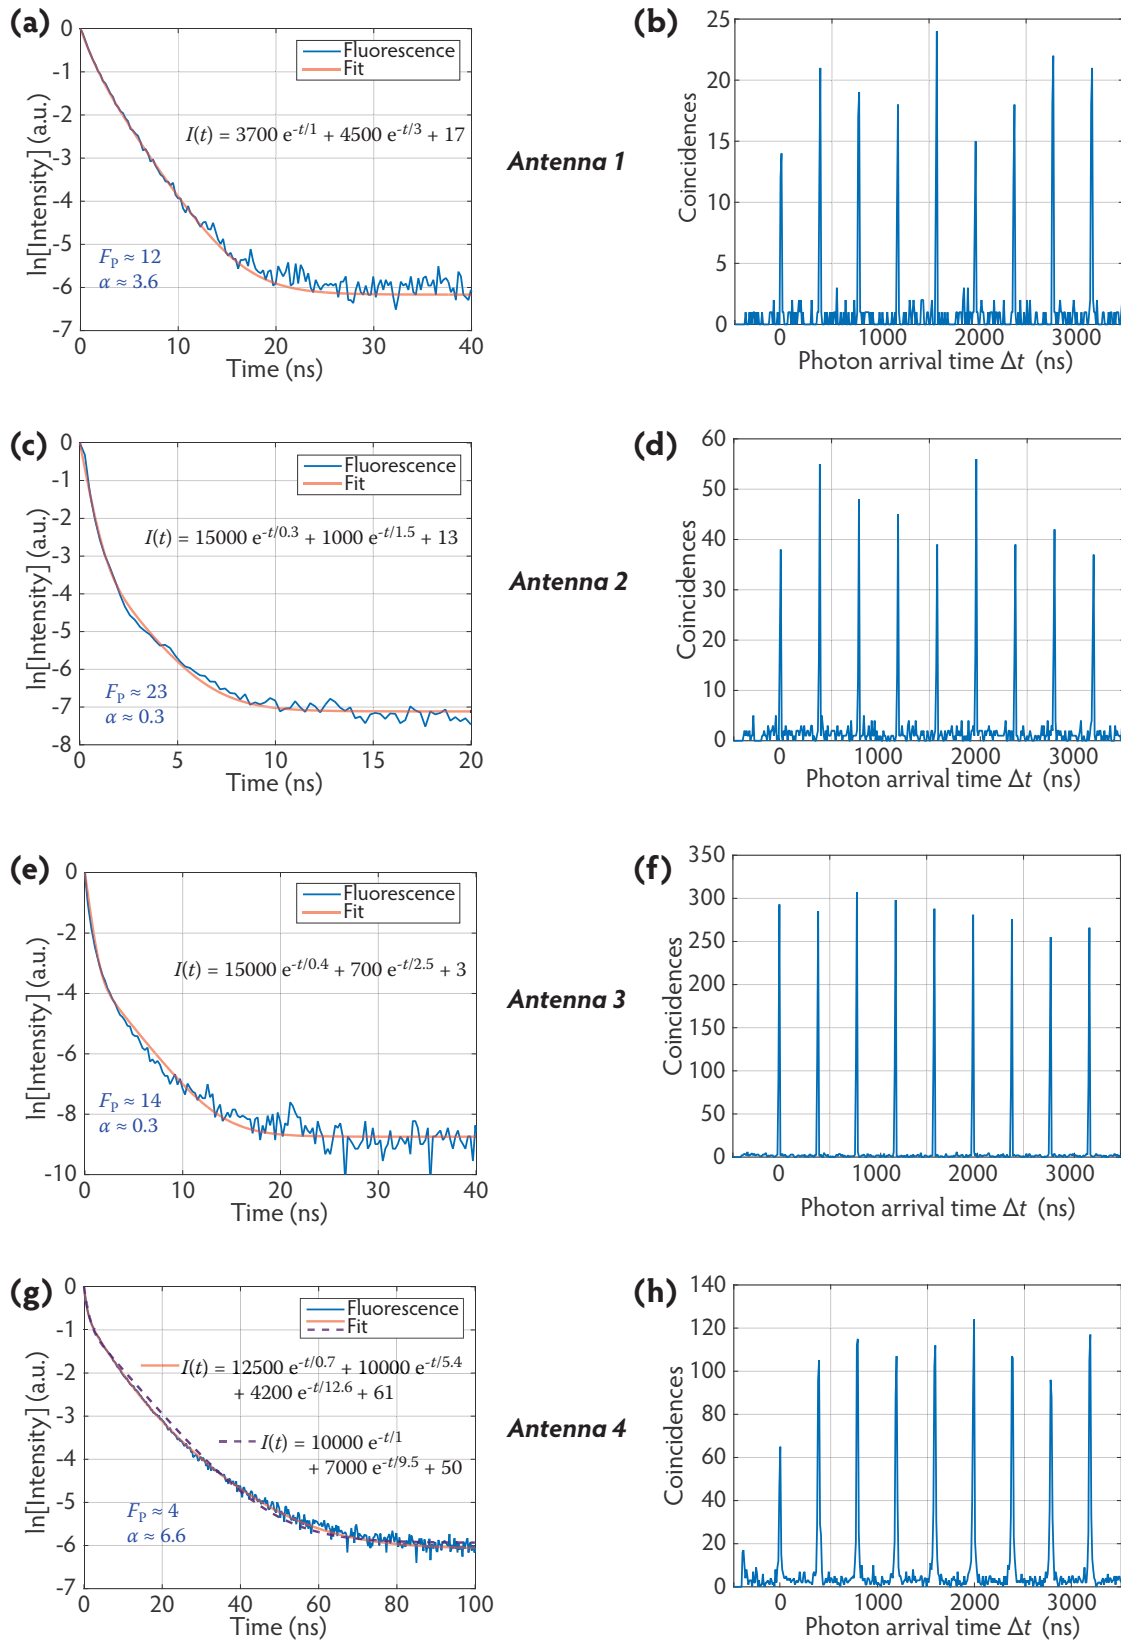 (a)
0
-1
-2
-3
-4
-5
-6
-7
ln[Intensity] (a.u.)
Fluorescence
Fit
I(t) = 3700 e^-t/1 + 4500 e^-t/3 + 17
F_P ≈ 12
α ≈ 3.6
0 10 20 30 40
Time (ns)
Antenna 1
(b)
25
20
15
10
5
0
Coincidences
0 1000 2000 3000
Photon arrival time Δt (ns)
(c)
0
-1
-2
-3
-4
-5
-6
-7
-8
ln[Intensity] (a.u.)
Fluorescence
Fit
I(t) = 15000 e^-t/0.3 + 1000 e^-t/1.5 + 13
F_P ≈ 23
α ≈ 0.3
0 5 10 15 20
Time (ns)
Antenna 2
(d)
60
50
40
30
20
10
0
Coincidences
0 1000 2000 3000
Photon arrival time Δt (ns)
(e)
0
-2
-4
-6
-8
-10
ln[Intensity] (a.u.)
Fluorescence
Fit
I(t) = 15000 e^-t/0.4 + 700 e^-t/2.5 + 3
F_P ≈ 14
α ≈ 0.3
0 10 20 30 40
Time (ns)
Antenna 3
(f)
350
300
250
200
150
100
50
0
Coincidences
0 1000 2000 3000
Photon arrival time Δt (ns)
(g)
0
-1
-2
-3
-4
-5
-6
-7
ln[Intensity] (a.u.)
Fluorescence
Fit
I(t) = 12500 e^-t/0.7 + 10000 e^-t/5.4
+ 4200 e^-t/12.6 + 61
I(t) = 10000 e^-t/1
+ 7000 e^-t/9.5 + 50
F_P ≈ 4
α ≈ 6.6
0 20 40 60 80 100
Time (ns)
Antenna 4
(h)
140
120
100
80
60
40
20
0
Coincidences
0 1000 2000 3000
Photon arrival time Δt (ns)